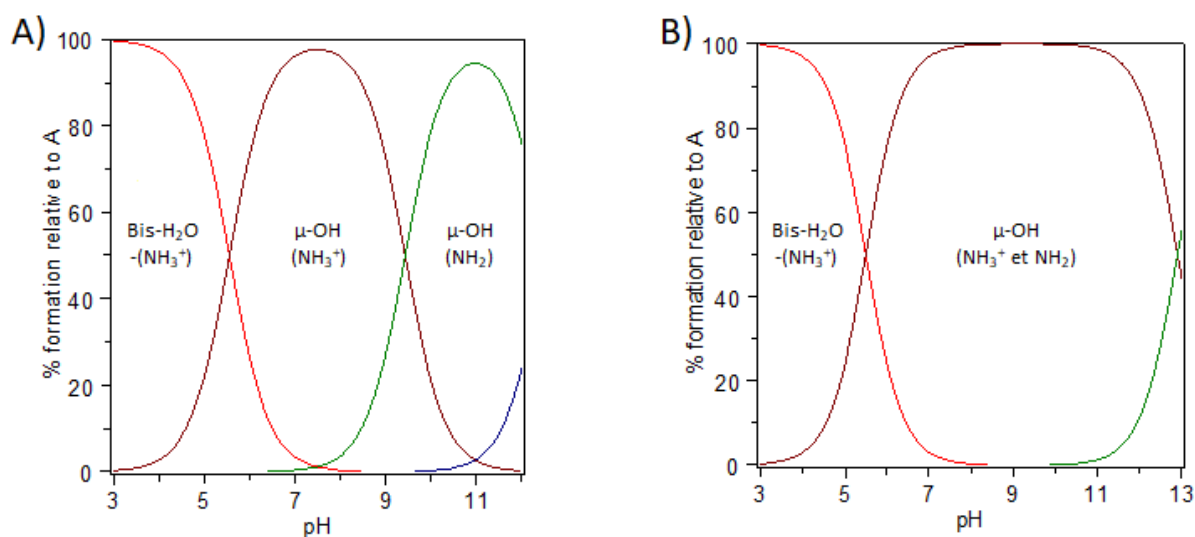 A)
% formation relative to A
100
80
60
40
20
0
Bis-H₂O
-(NH₃⁺)
μ-OH
(NH₃⁺)
μ-OH
(NH₂)
3 5 7 9 11
pH
B)
% formation relative to A
100
80
60
40
20
0
Bis-H₂O
-(NH₃⁺)
μ-OH
(NH₃⁺ et NH₂)
3 5 7 9 11 13
pH